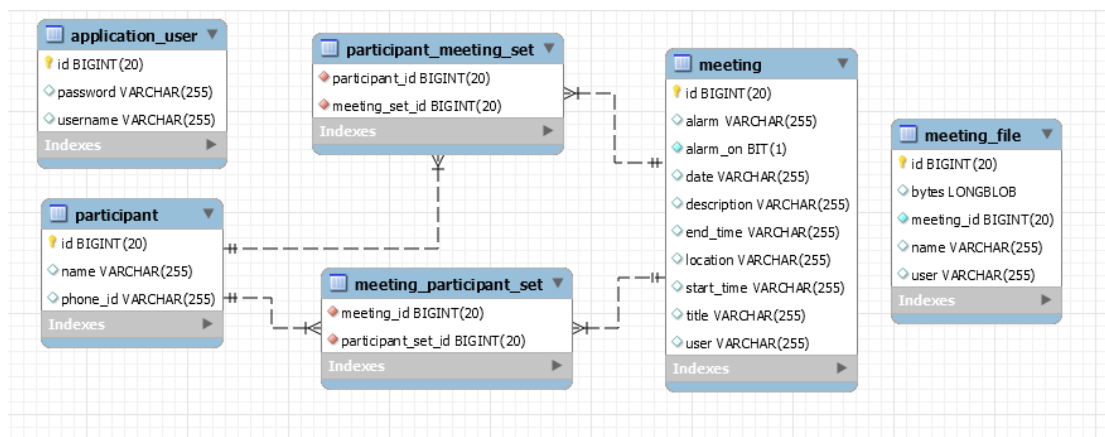 application_user
id BIGINT(20)
password VARCHAR(255)
username VARCHAR(255)
Indexes
participant
id BIGINT(20)
name VARCHAR(255)
phone_id VARCHAR(255)
Indexes
participant_meeting_set
participant_id BIGINT(20)
meeting_set_id BIGINT(20)
Indexes
meeting_participant_set
meeting_id BIGINT(20)
participant_set_id BIGINT(20)
Indexes
meeting
id BIGINT(20)
alarm VARCHAR(255)
alarm_on BIT(1)
date VARCHAR(255)
description VARCHAR(255)
end_time VARCHAR(255)
location VARCHAR(255)
start_time VARCHAR(255)
title VARCHAR(255)
user VARCHAR(255)
Indexes
meeting_file
id BIGINT(20)
bytes LONGBLOB
meeting_id BIGINT(20)
name VARCHAR(255)
user VARCHAR(255)
Indexes